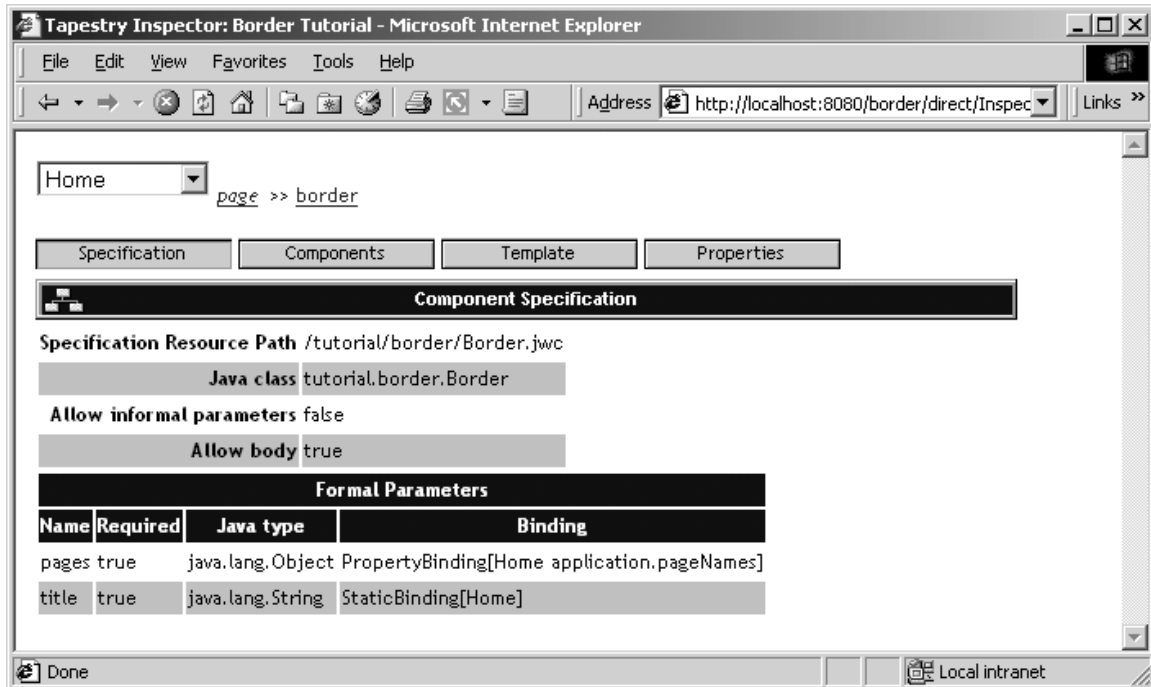 Tapestry Inspector: Border Tutorial - Microsoft Internet Explorer
File Edit View Favorites Tools Help
Address http://localhost:8080/border/direct/Inspec Links »
Home page >> border
Specification Components Template Properties
Component Specification
Specification Resource Path /tutorial/border/Border.jwc
Java class tutorial.border.Border
Allow informal parameters false
Allow body true
Formal Parameters
Name Required Java type Binding
pages true java.lang.Object PropertyBinding[Home application.pageNames]
title true java.lang.String StaticBinding[Home]
Done Local intranet